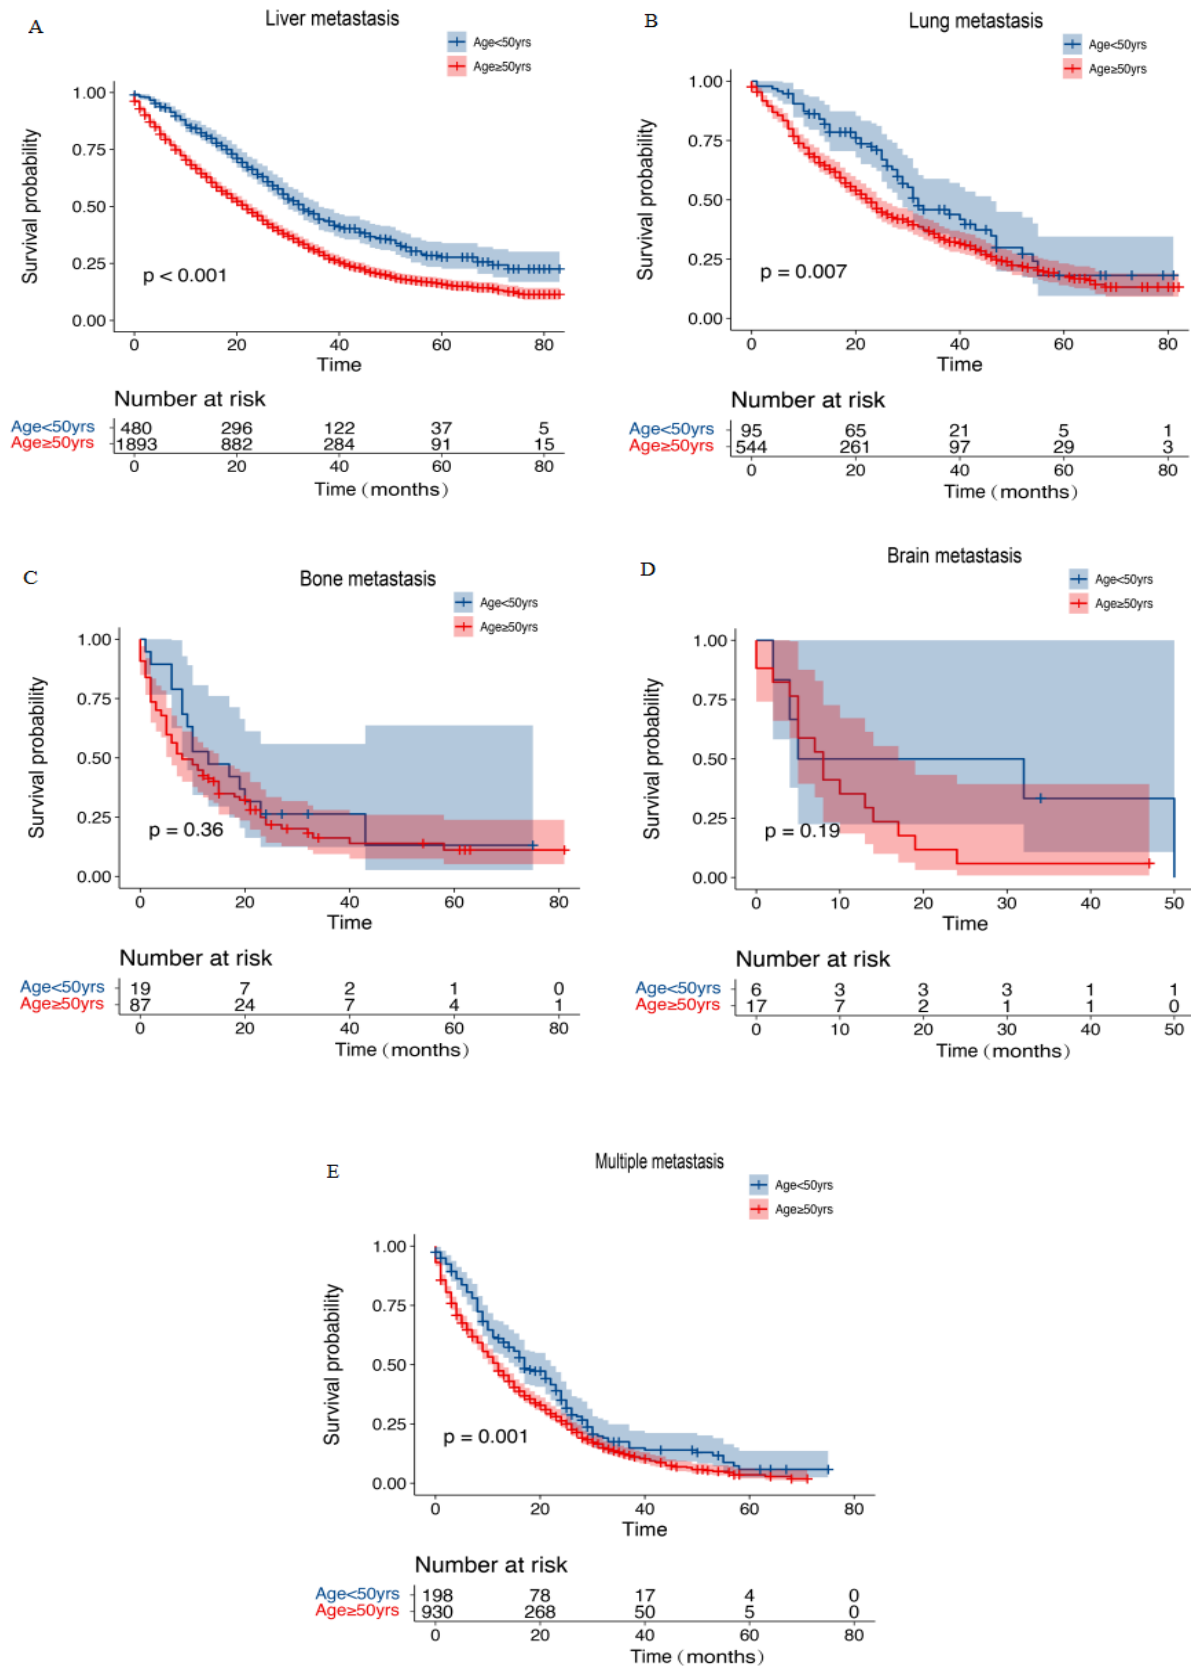 A
Liver metastasis
Age<50yrs
Age≥50yrs
1.00
0.75
0.50
0.25
0.00
Survival probability
p < 0.001
0 20 40 60 80
Time
Number at risk
Age<50yrs 480 296 122 37 5
Age≥50yrs 1893 882 284 91 15
0 20 40 60 80
Time (months)
B
Lung metastasis
Age<50yrs
Age≥50yrs
1.00
0.75
0.50
0.25
0.00
Survival probability
p = 0.007
0 20 40 60 80
Time
Number at risk
Age<50yrs 95 65 21 5 1
Age≥50yrs 544 261 97 29 3
0 20 40 60 80
Time (months)
C
Bone metastasis
Age<50yrs
Age≥50yrs
1.00
0.75
0.50
0.25
0.00
Survival probability
p = 0.36
0 20 40 60 80
Time
Number at risk
Age<50yrs 19 7 2 1 0
Age≥50yrs 87 24 7 4 1
0 20 40 60 80
Time (months)
D
Brain metastasis
Age<50yrs
Age≥50yrs
1.00
0.75
0.50
0.25
0.00
Survival probability
p = 0.19
0 10 20 30 40 50
Time
Number at risk
Age<50yrs 6 3 3 3 1 1
Age≥50yrs 17 7 2 1 1 0
0 10 20 30 40 50
Time (months)
E
Multiple metastasis
Age<50yrs
Age≥50yrs
1.00
0.75
0.50
0.25
0.00
Survival probability
p = 0.001
0 20 40 60 80
Time
Number at risk
Age<50yrs 198 78 17 4 0
Age≥50yrs 930 268 50 5 0
0 20 40 60 80
Time (months)